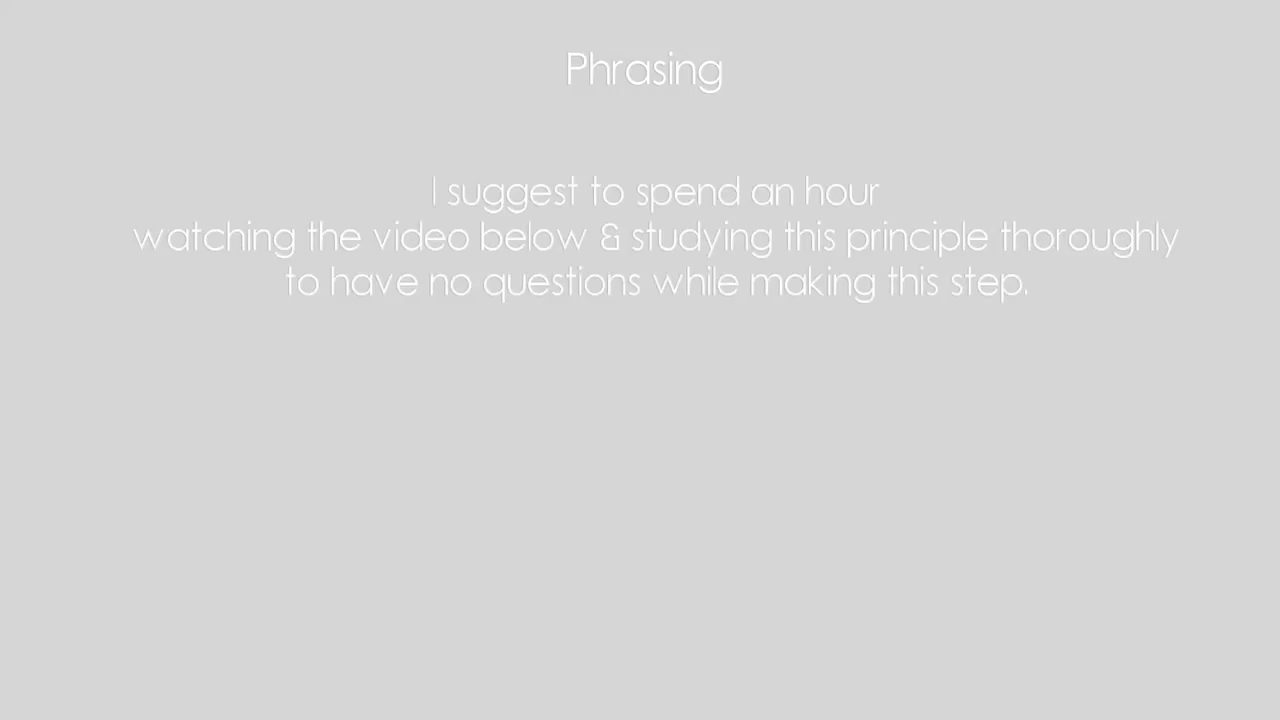 Phrasing
I suggest to spend an hour
watching the video below & studying this principle thoroughly
to have no questions while making this step.